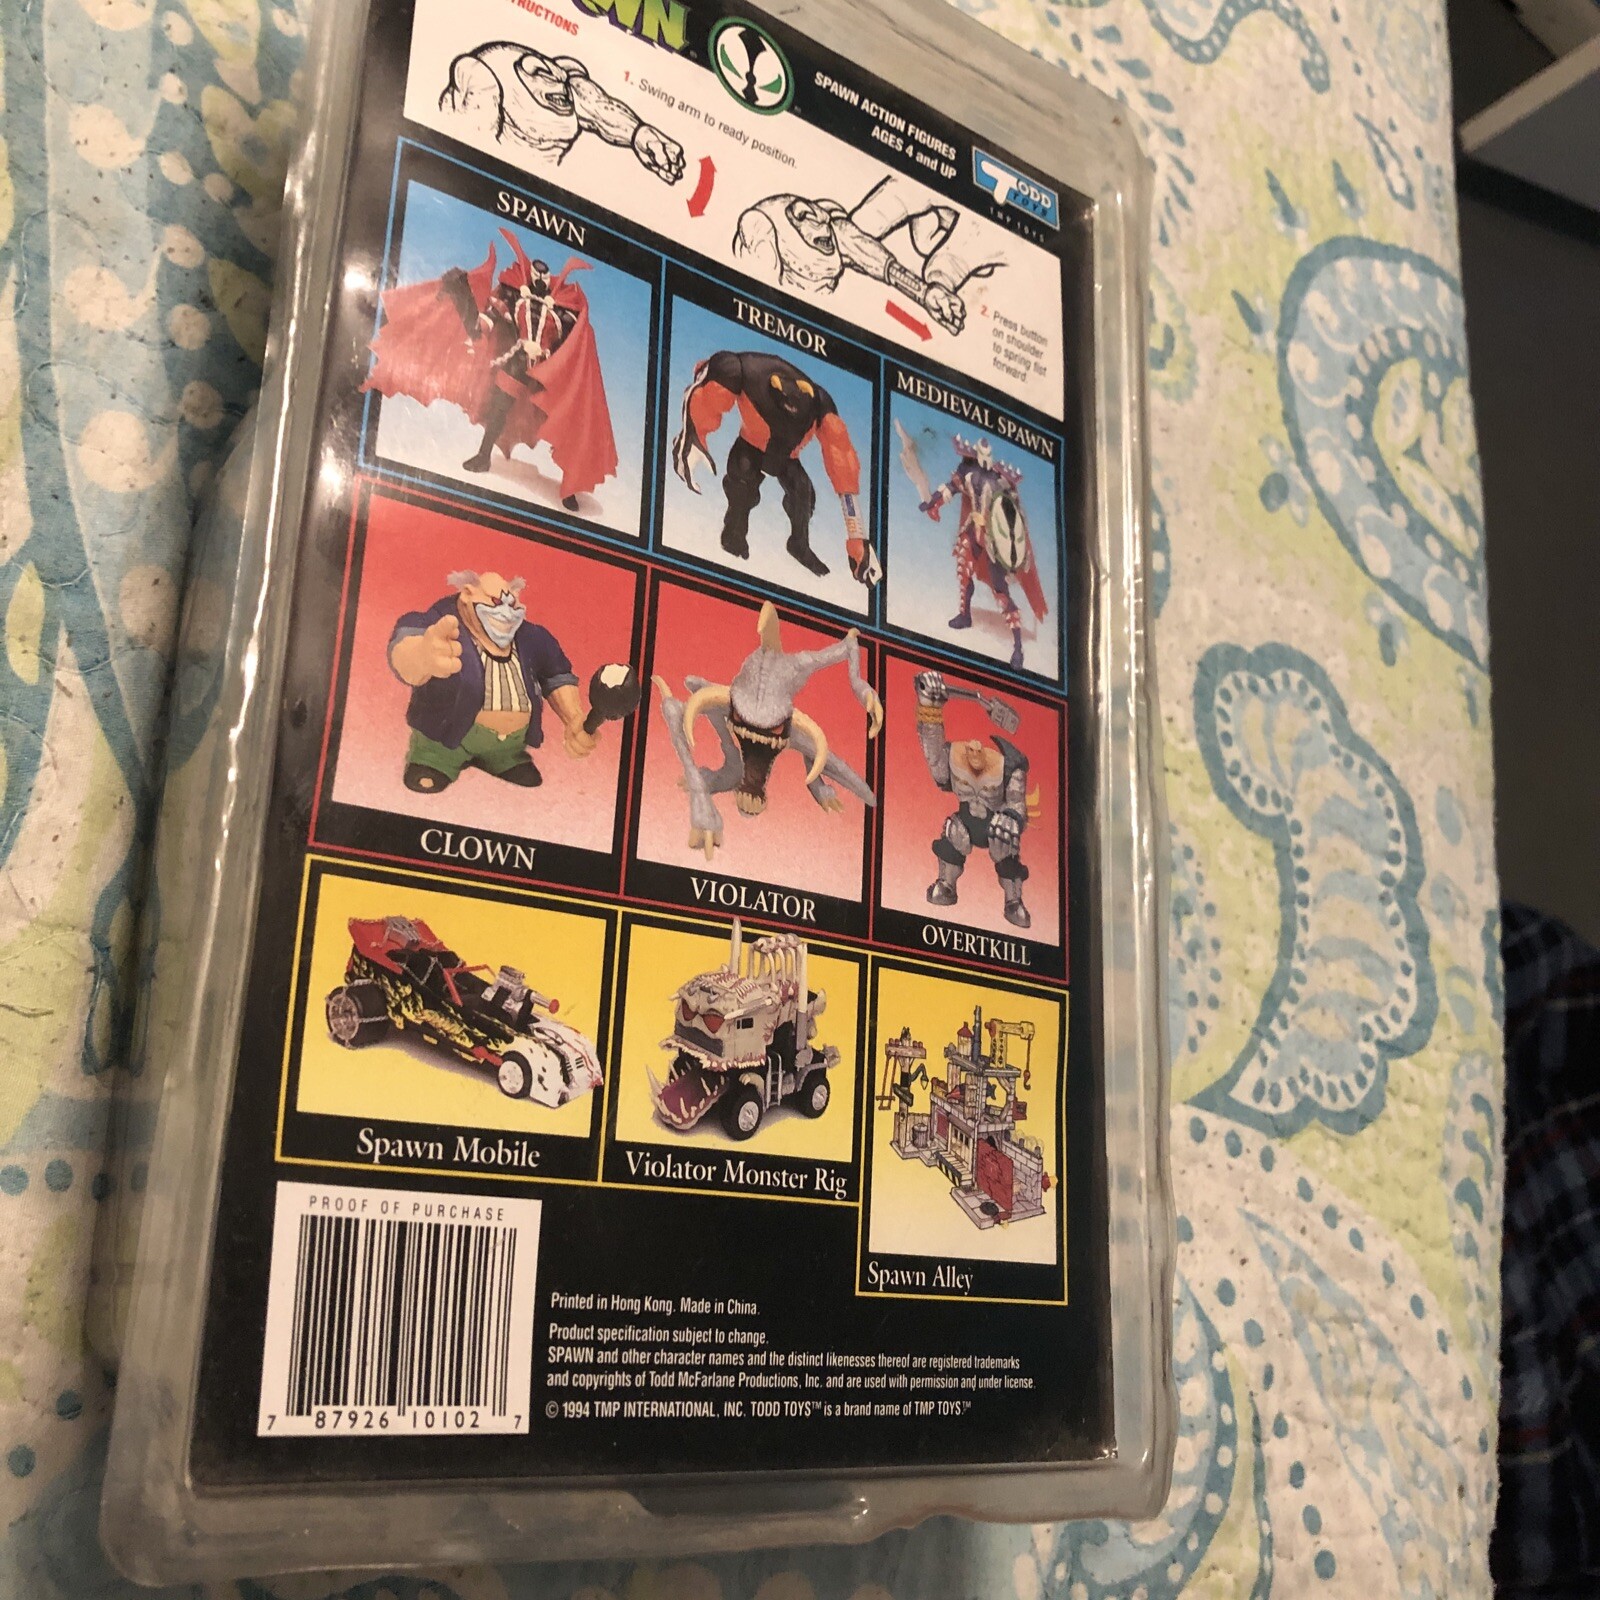 SPAWN ACTION FIGURES
AGES 4 and UP
TODD
TOYS
TMP TOYS
1. Swing arm to ready position.
2. Press button
on shoulder
to spring fist
forward.
SPAWN
TREMOR
MEDIEVAL SPAWN
CLOWN
VIOLATOR
OVERTKILL
Spawn Mobile
Violator Monster Rig
Spawn Alley
PROOF OF PURCHASE
7 87926 10102 7
Printed in Hong Kong. Made in China.
Product specification subject to change.
SPAWN and other character names and the distinct likenesses thereof are registered trademarks
and copyrights of Todd McFarlane Productions, Inc. and are used with permission and under license.
© 1994 TMP INTERNATIONAL, INC. TODD TOYS™ is a brand name of TMP TOYS™